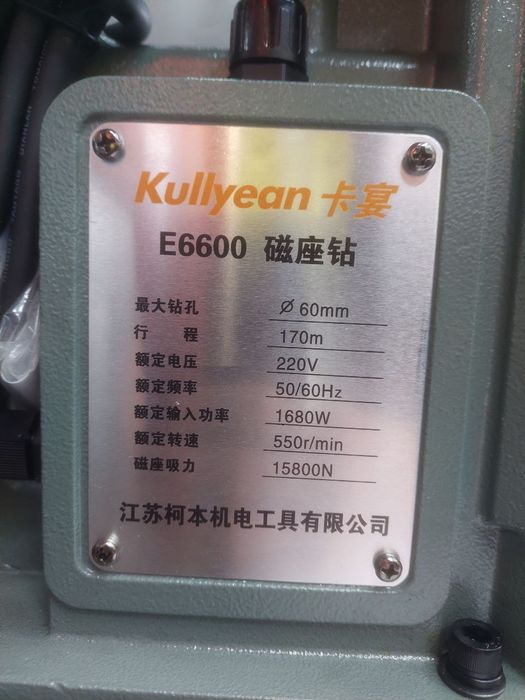 Kullyean 卡宴
E6600 磁座钻
最大钻孔 Ø 60mm
行 程 170m
额定电压 220V
额定频率 50/60Hz
额定输入功率 1680W
额定转速 550r/min
磁座吸力 15800N
江苏柯本机电工具有限公司